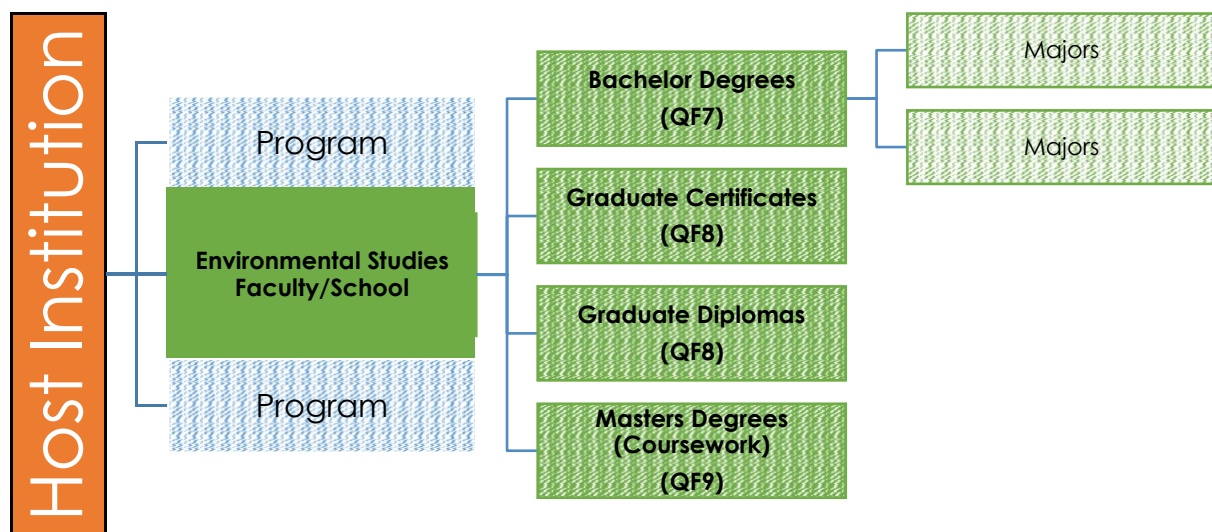 Host Institution
Program
Environmental Studies
Faculty/School
Program
Bachelor Degrees
(QF7)
Graduate Certificates
(QF8)
Graduate Diplomas
(QF8)
Masters Degrees
(Coursework)
(QF9)
Majors
Majors